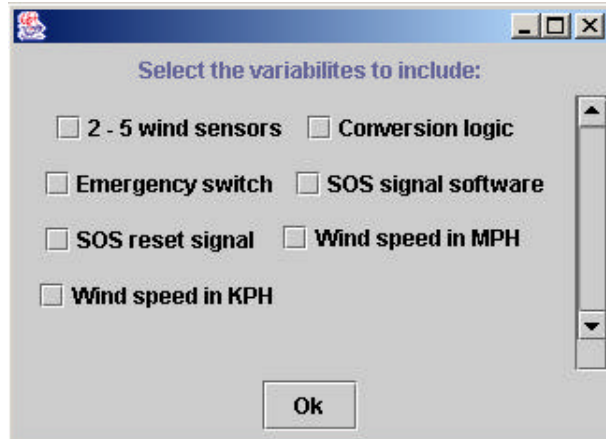 Select the variabilites to include:
2 - 5 wind sensors Conversion logic
Emergency switch SOS signal software
SOS reset signal Wind speed in MPH
Wind speed in KPH
Ok